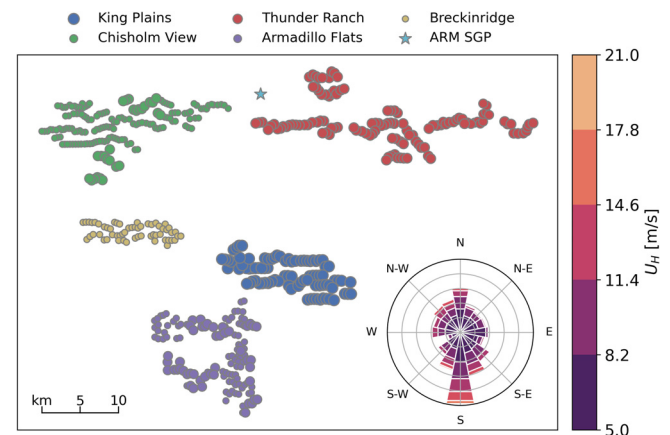 King Plains Thunder Ranch Breckinridge
Chisholm View Armadillo Flats ARM SGP
21.0
17.8
14.6
11.4
8.2
5.0
U_H [m/s]
N
N-W N-E
W E
S-W S-E
S
km 5 10